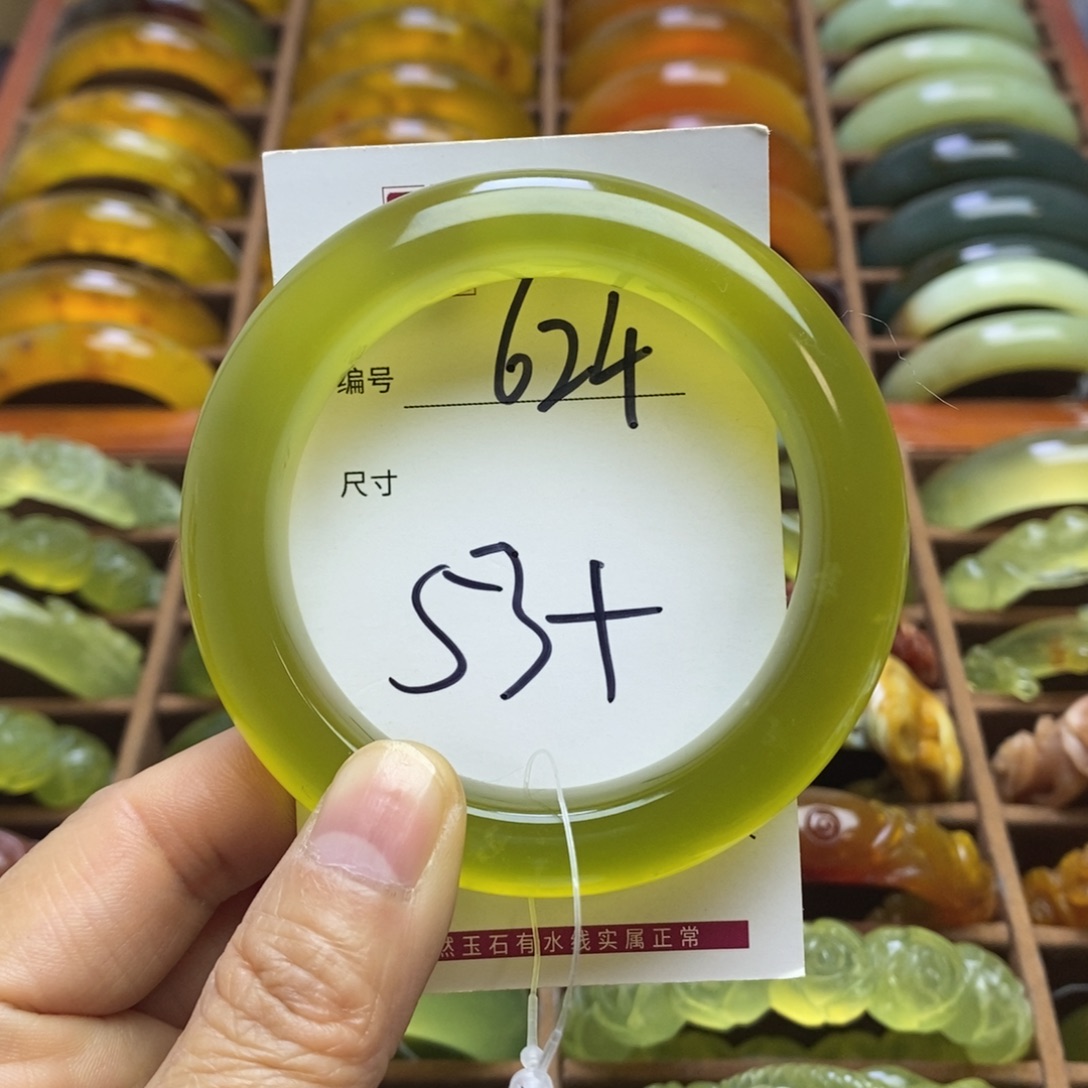 编号 624
尺寸
53+
然玉石有水线实属正常